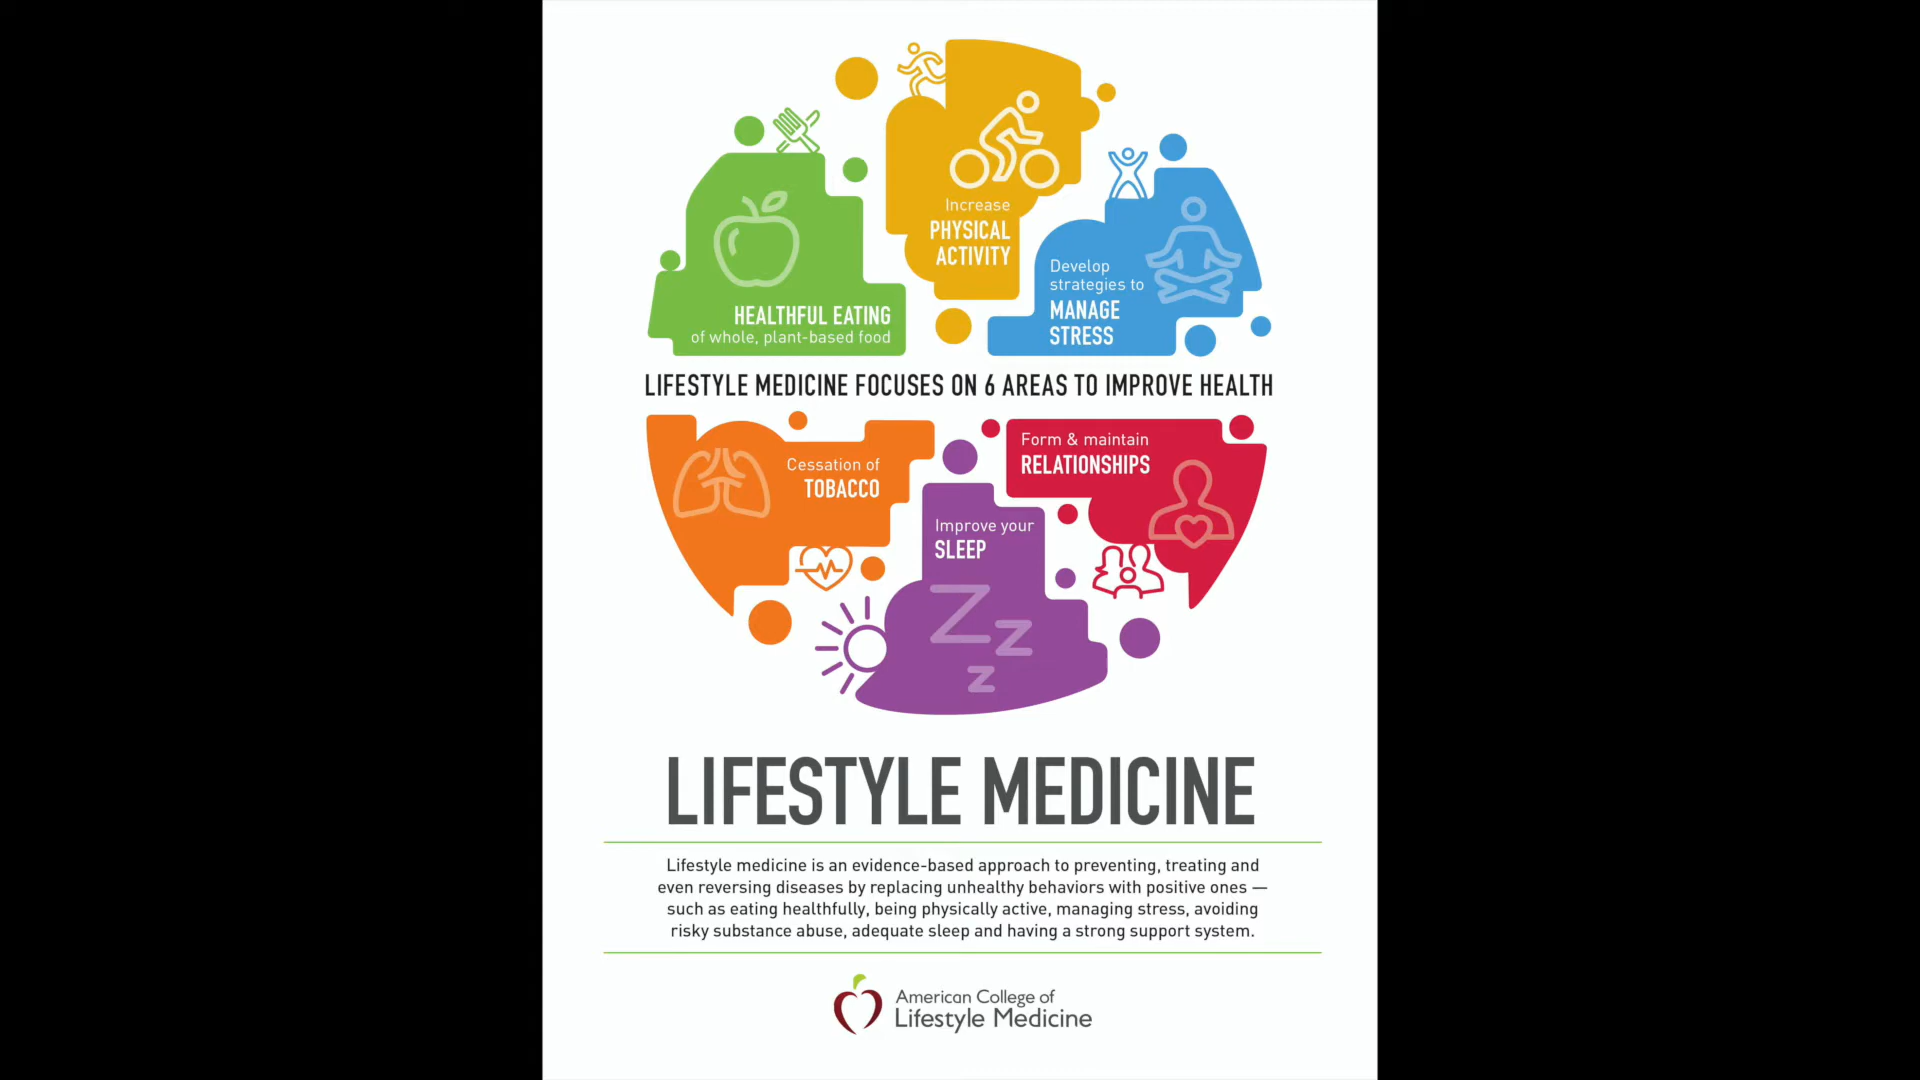 Increase
PHYSICAL
ACTIVITY
Develop
strategies to
MANAGE
STRESS
HEALTHFUL EATING
of whole, plant-based food
LIFESTYLE MEDICINE FOCUSES ON 6 AREAS TO IMPROVE HEALTH
Cessation of
TOBACCO
Form & maintain
RELATIONSHIPS
Improve your
SLEEP
Z
z
z
LIFESTYLE MEDICINE
Lifestyle medicine is an evidence-based approach to preventing, treating and
even reversing diseases by replacing unhealthy behaviors with positive ones —
such as eating healthfully, being physically active, managing stress, avoiding
risky substance abuse, adequate sleep and having a strong support system.
American College of
Lifestyle Medicine